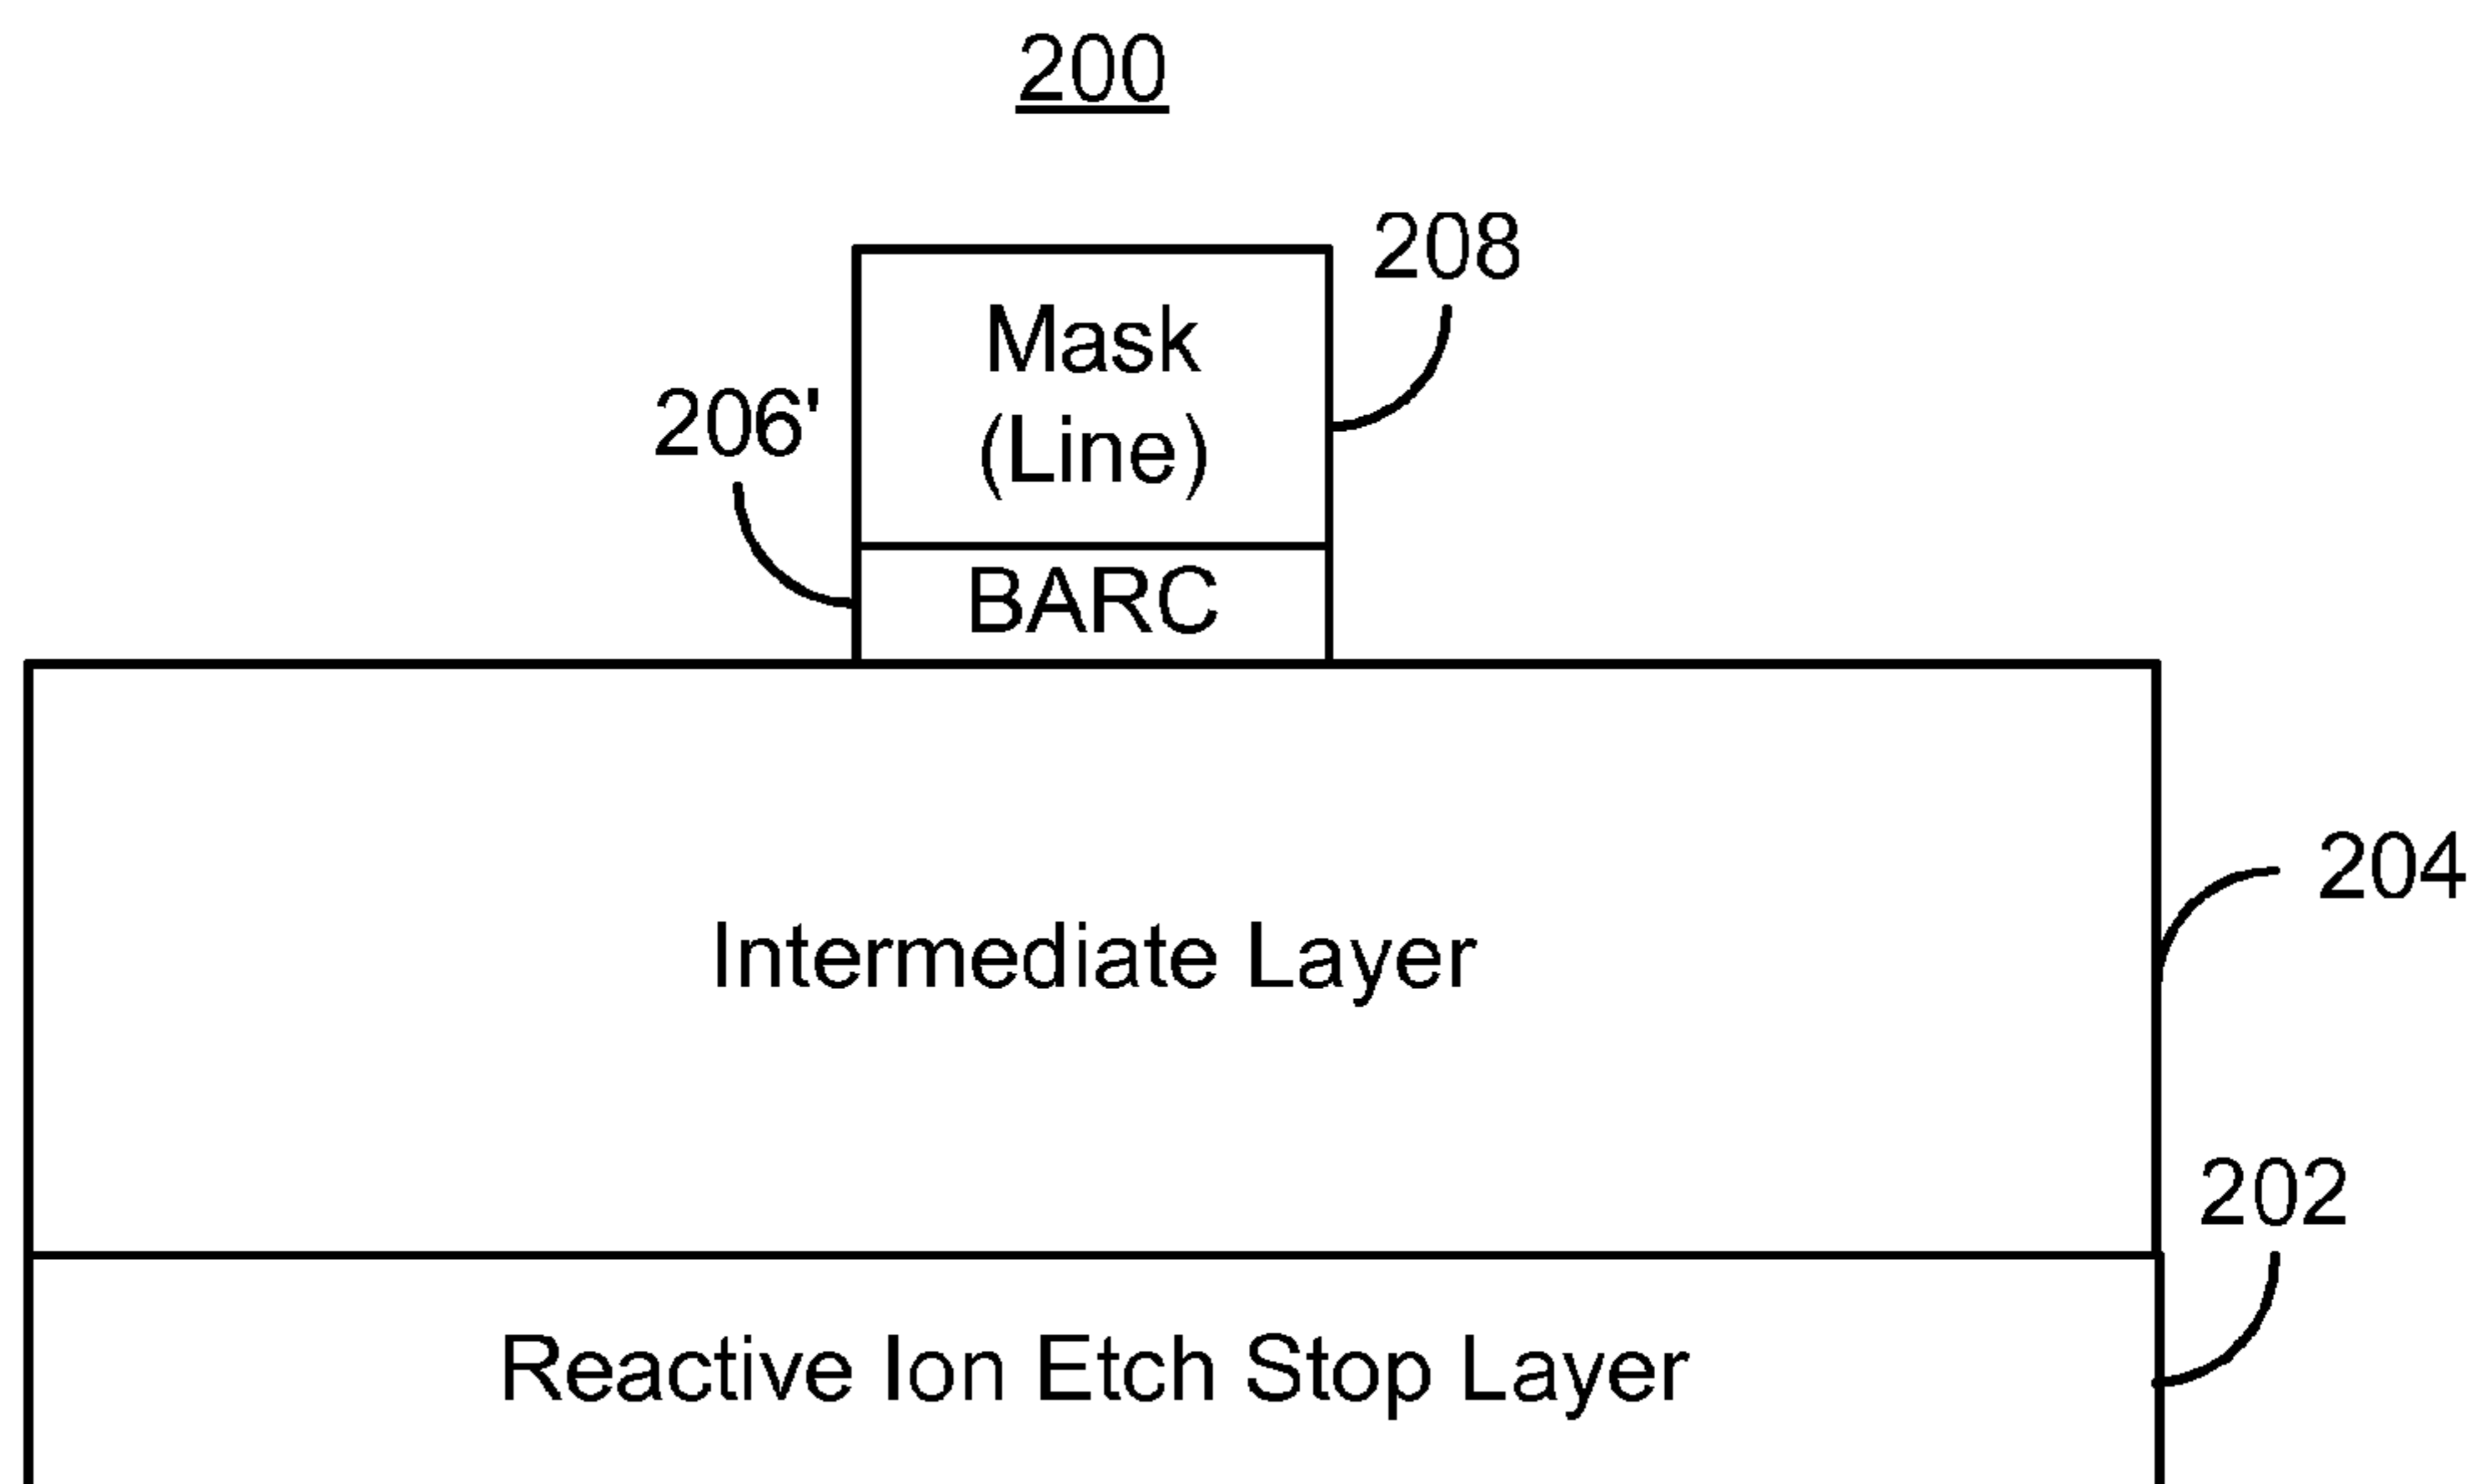 200
208
Mask
(Line)
206'
BARC
204
Intermediate Layer
202
Reactive Ion Etch Stop Layer